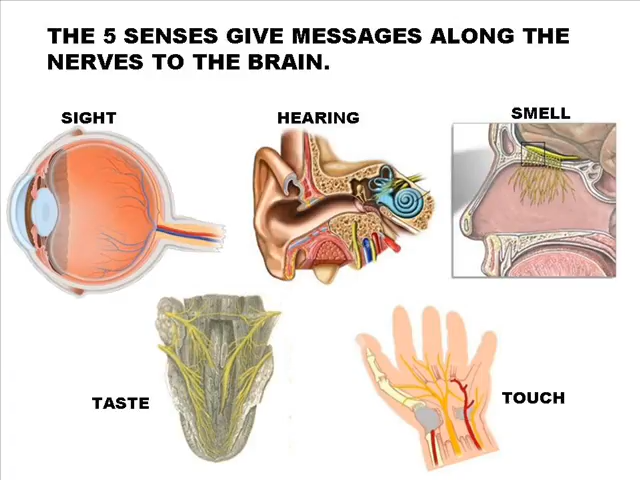 THE 5 SENSES GIVE MESSAGES ALONG THE
NERVES TO THE BRAIN.
SIGHT
HEARING
SMELL
TASTE
TOUCH